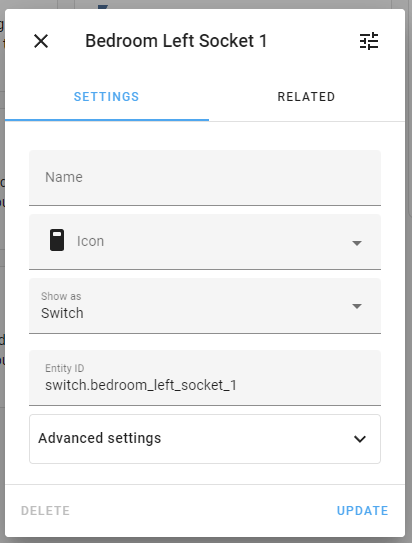 Bedroom Left Socket 1
SETTINGS
RELATED
Name
Icon
Show as
Switch
Entity ID
switch.bedroom_left_socket_1
Advanced settings
DELETE
UPDATE